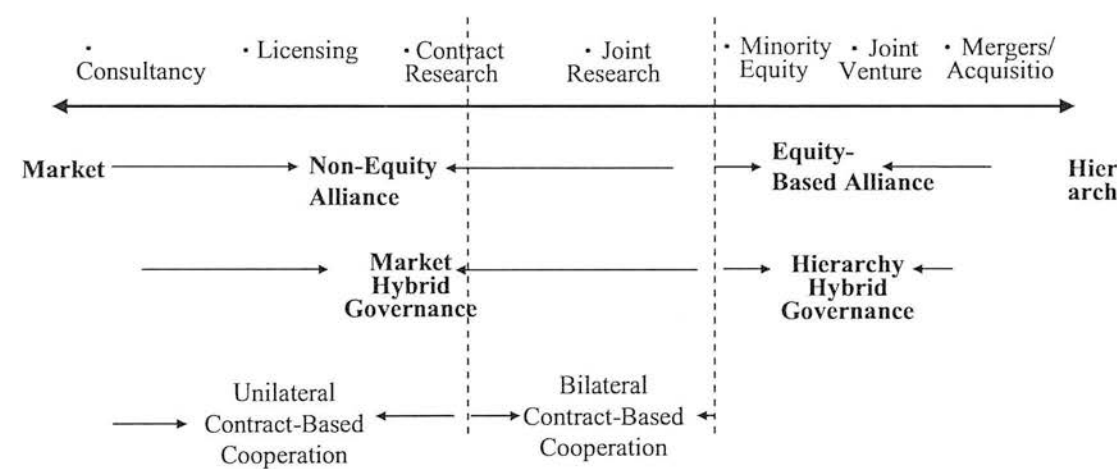 · Consultancy
· Licensing
· Contract
Research
· Joint
Research
· Minority
Equity
· Joint
Venture
· Mergers/
Acquisitio
Market
Non-Equity
Alliance
Equity-
Based Alliance
Hier
arch
Market
Hybrid
Governance
Hierarchy
Hybrid
Governance
Unilateral
Contract-Based
Cooperation
Bilateral
Contract-Based
Cooperation